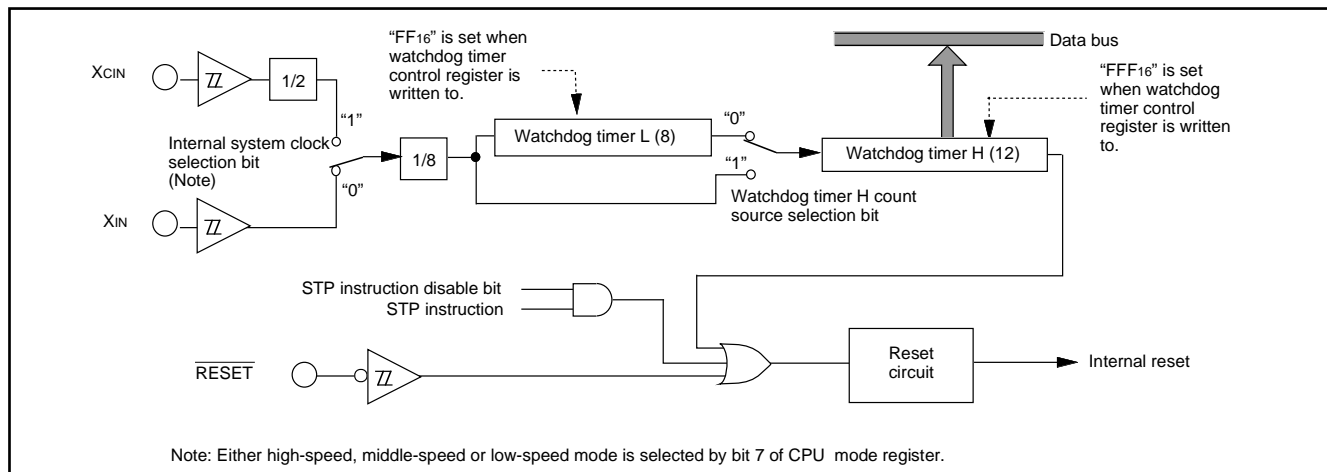 “FF16” is set when
watchdog timer
control register is
written to.
Data bus
“FFF16” is set
when watchdog
timer control
register is written
to.
XCIN
1/2
“1”
Internal system clock
selection bit
(Note)
“0”
1/8
Watchdog timer L (8)
“0”
“1”
Watchdog timer H (12)
Watchdog timer H count
source selection bit
XIN
STP instruction disable bit
STP instruction
RESET
Reset
circuit
Internal reset
Note: Either high-speed, middle-speed or low-speed mode is selected by bit 7 of CPU mode register.